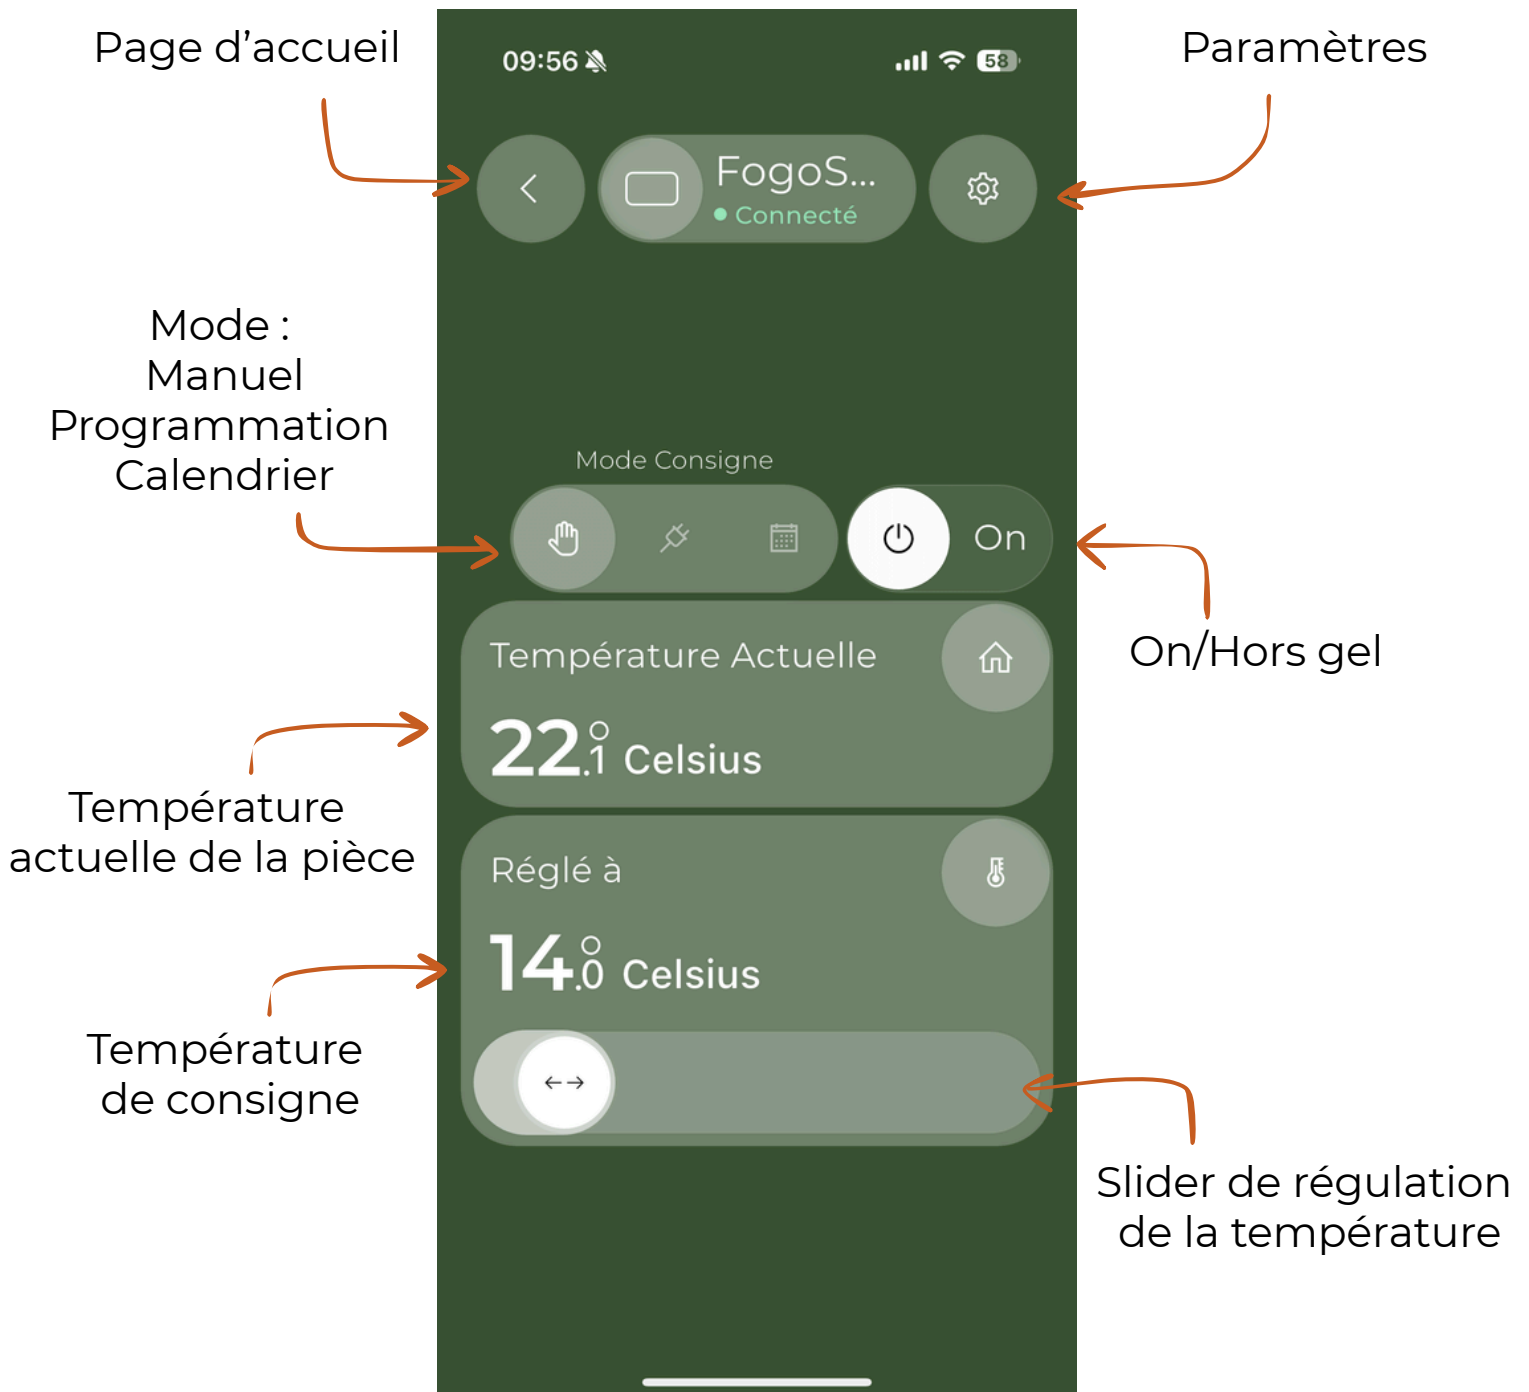 Page d’accueil
Paramètres
09:56
58
FogoS...
Connecté
Mode :
Manuel
Programmation
Calendrier
Mode Consigne
On
On/Hors gel
Température Actuelle
22.1° Celsius
Température
actuelle de la pièce
Réglé à
14.0° Celsius
Température
de consigne
Slider de régulation
de la température